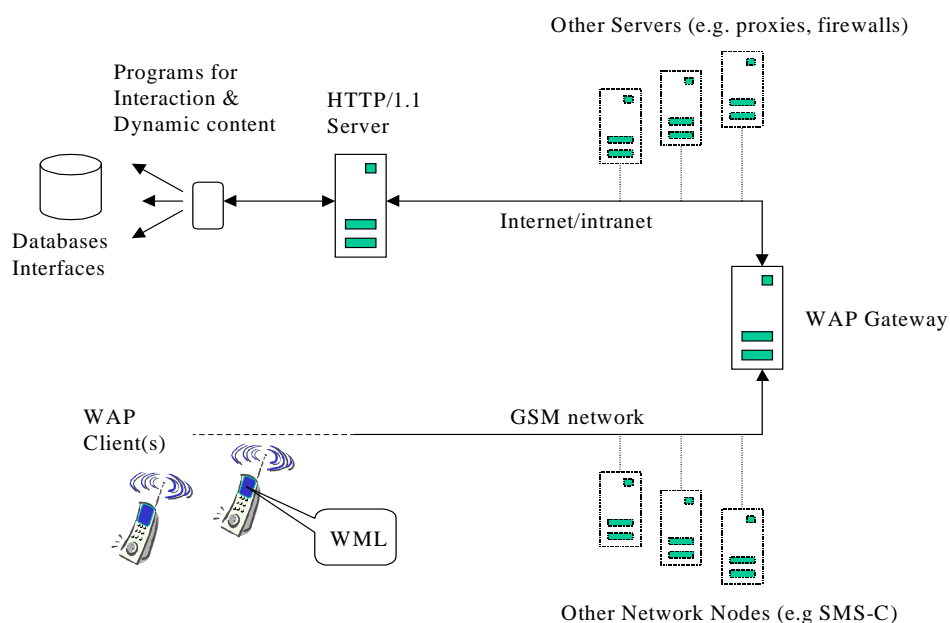 Other Servers (e.g. proxies, firewalls)
Programs for
Interaction &
Dynamic content
HTTP/1.1
Server
Internet/intranet
Databases
Interfaces
WAP Gateway
WAP
Client(s)
GSM network
WML
Other Network Nodes (e.g SMS-C)